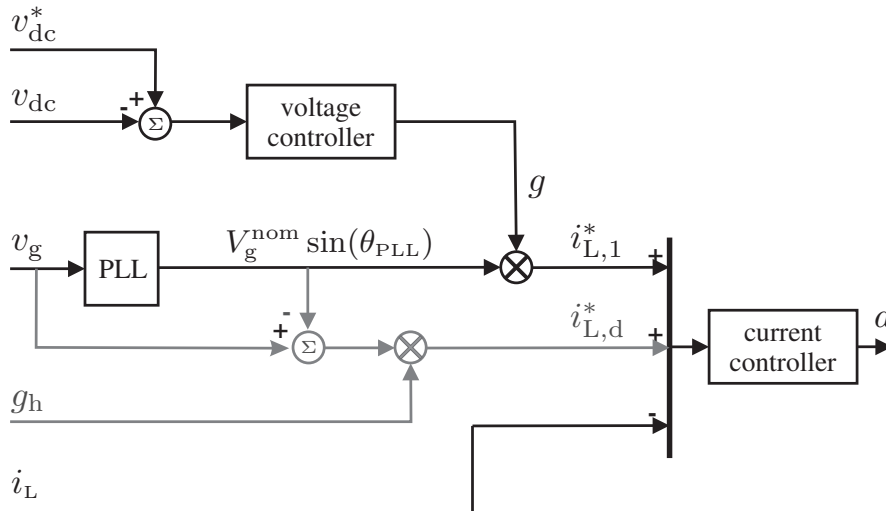 v*dc
+
-
Σ
vdc
voltage
controller
g
vg
PLL
Vgnom sin(θPLL)
i*L,1
+
-
+
Σ
i*L,d
+
current
controller
gh
-
iL